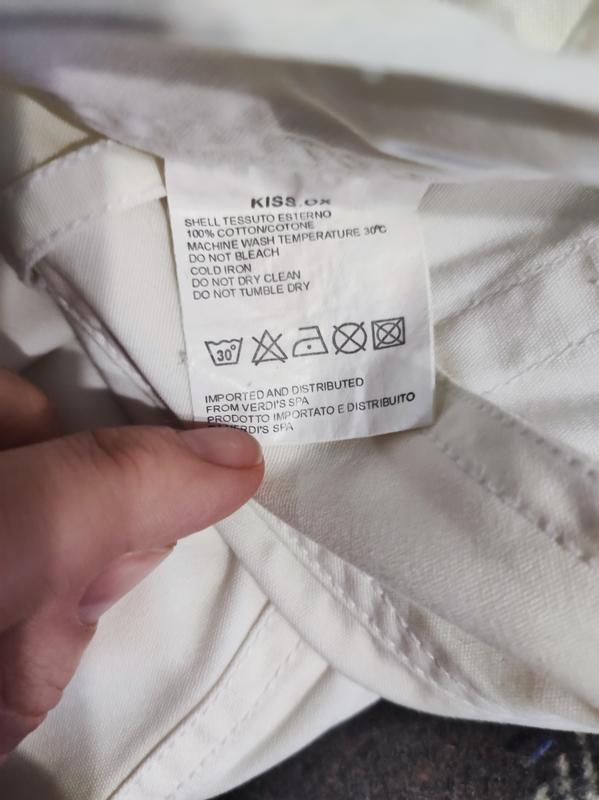 KISS.ox
SHELL TESSUTO ESTERNO
100% COTTON/COTONE
MACHINE WASH TEMPERATURE 30°C
DO NOT BLEACH
COLD IRON
DO NOT DRY CLEAN
DO NOT TUMBLE DRY
30°
IMPORTED AND DISTRIBUTED
FROM VERDI'S SPA
PRODOTTO IMPORTATO E DISTRIBUITO
SPA